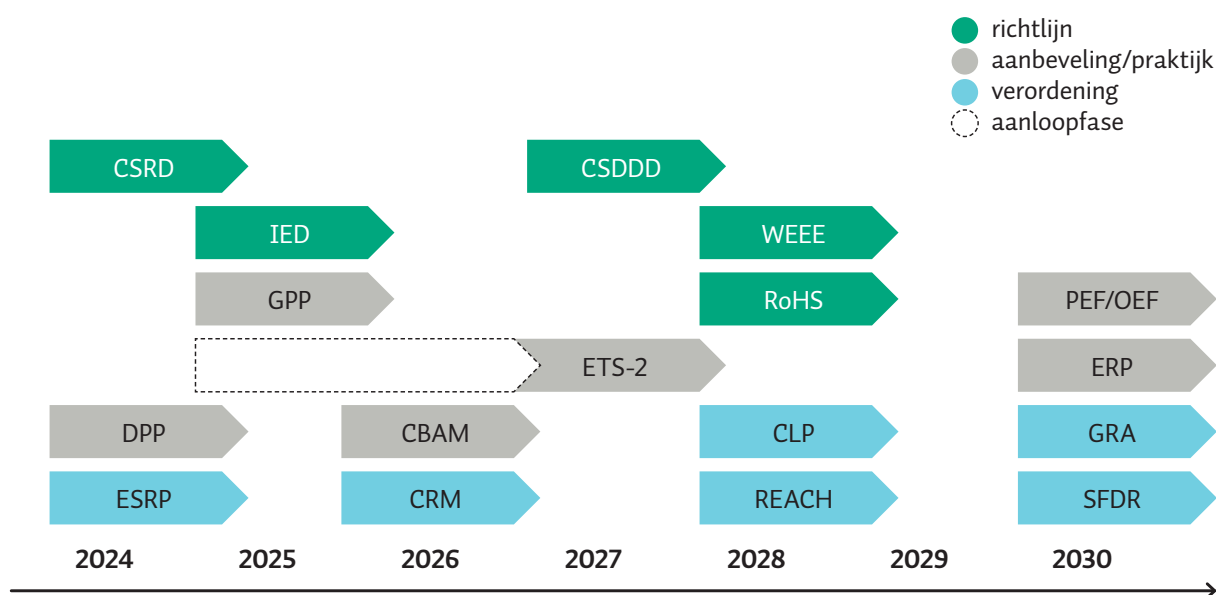 richtlijn
aanbeveling/praktijk
verordening
aanloopfase
CSRD CSDDD
IED WEEE
GPP RoHS PEF/OEF
ETS-2 ERP
DPP CBAM CLP GRA
ESRP CRM REACH SFDR
2024 2025 2026 2027 2028 2029 2030